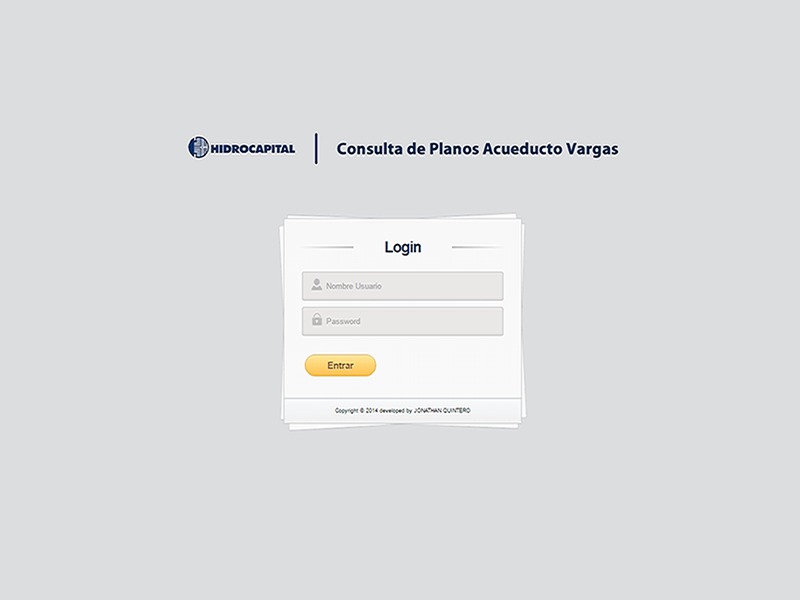 HIDROCAPITAL
Consulta de Planos Acueducto Vargas
Login
Nombre Usuario
Password
Entrar
Copyright © 2014 developed by JONATHAN QUINTERO